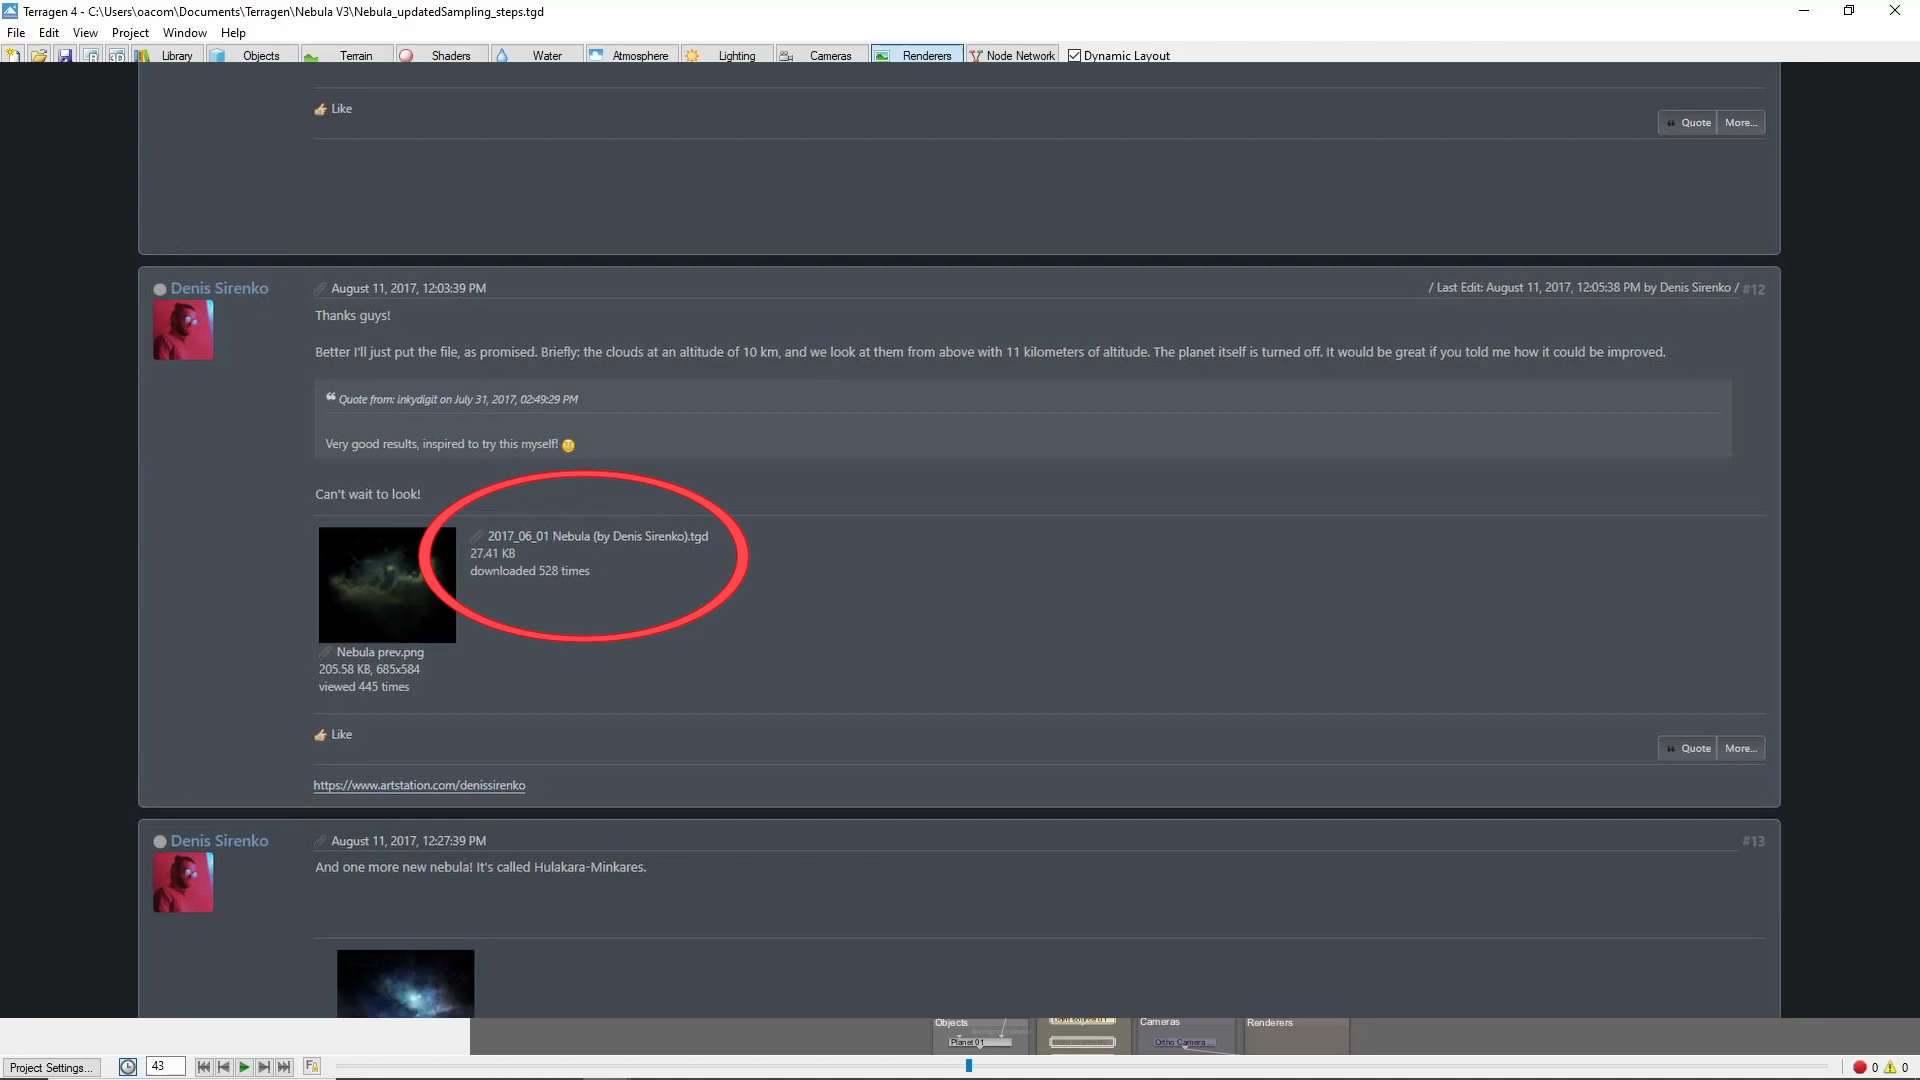 Terragen 4 - C:\Users\oacom\Documents\Terragen\Nebula V3\Nebula_updatedSampling_steps.tgd
File Edit View Project Window Help
Library Objects Terrain Shaders Water Atmosphere Lighting Cameras Renderers Node Network Dynamic Layout
Like
Quote More...
Denis Sirenko August 11, 2017, 12:03:39 PM / Last Edit: August 11, 2017, 12:05:38 PM by Denis Sirenko / #12
Thanks guys!
Better I'll just put the file, as promised. Briefly: the clouds at an altitude of 10 km, and we look at them from above with 11 kilometers of altitude. The planet itself is turned off. It would be great if you told me how it could be improved.
Quote from: inkydigit on July 31, 2017, 02:49:29 PM
Very good results, inspired to try this myself!
Can't wait to look!
2017_06_01 Nebula (by Denis Sirenko).tgd
27.41 KB
downloaded 528 times
Nebula prev.png
205.58 KB, 685x584
viewed 445 times
Like
Quote More...
https://www.artstation.com/denissirenko
Denis Sirenko August 11, 2017, 12:27:39 PM #13
And one more new nebula! It's called Hulakara-Minkares.
Objects Cameras Renderers
Planet 01 Ortho Camera ...
Project Settings... 43 0 0